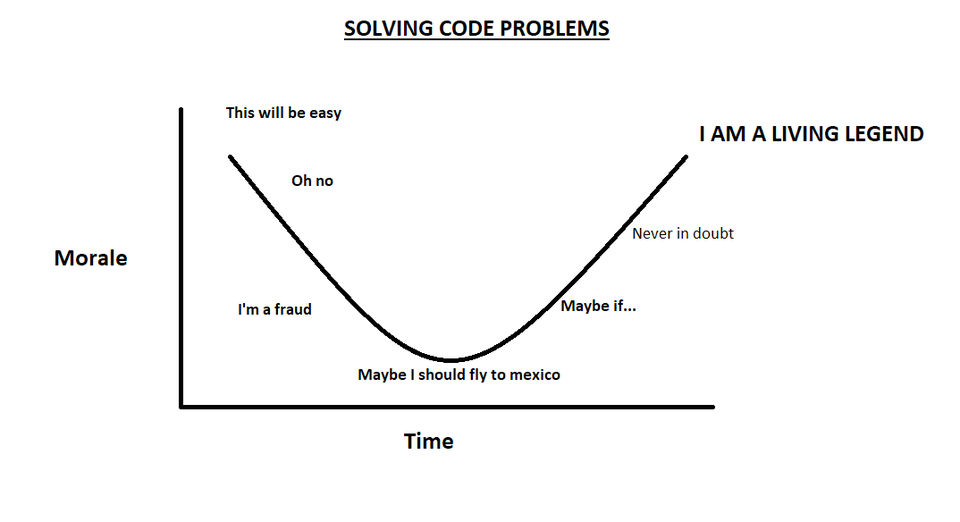 SOLVING CODE PROBLEMS
This will be easy
I AM A LIVING LEGEND
Oh no
Never in doubt
Morale
I'm a fraud
Maybe if...
Maybe I should fly to mexico
Time